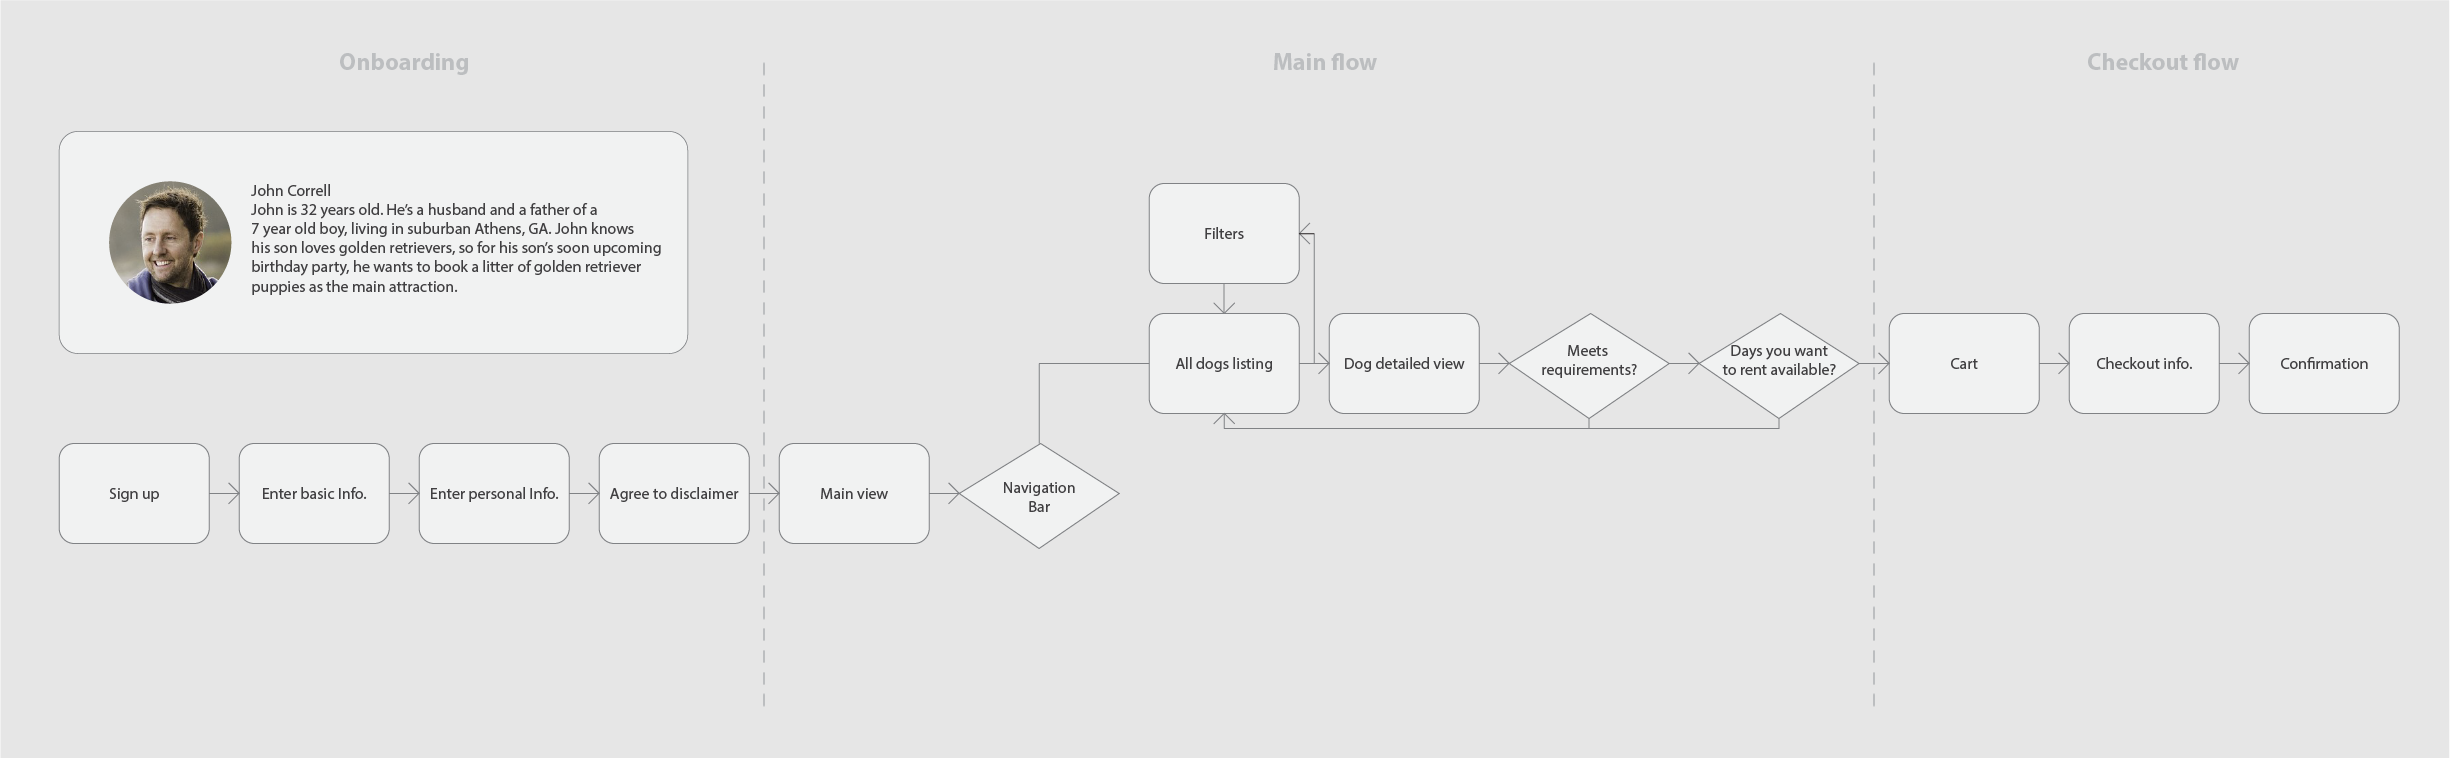 Onboarding
Main flow
Checkout flow
John Correll
John is 32 years old. He's a husband and a father of a
7 year old boy, living in suburban Athens, GA. John knows
his son loves golden retrievers, so for his son's soon upcoming
birthday party, he wants to book a litter of golden retriever
puppies as the main attraction.
Filters
All dogs listing
Dog detailed view
Meets
requirements?
Days you want
to rent available?
Cart
Checkout info.
Confirmation
Sign up
Enter basic Info.
Enter personal Info.
Agree to disclaimer
Main view
Navigation
Bar